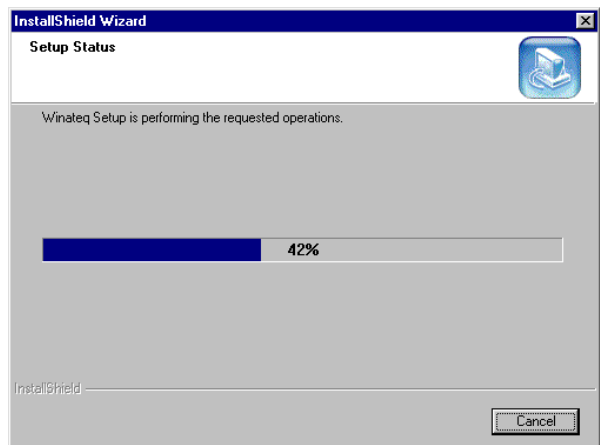 InstallShield Wizard
Setup Status
Winateq Setup is performing the requested operations.
42%
InstallShield
Cancel